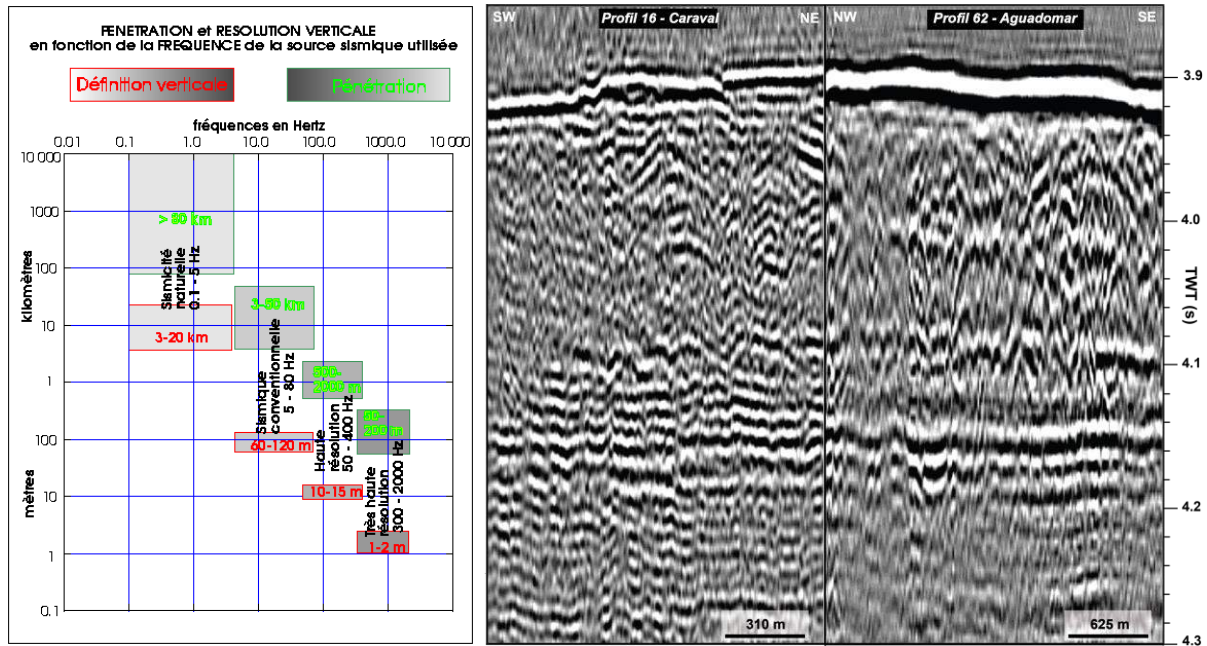 PENETRATION et RESOLUTION VERTICALE
en fonction de la FREQUENCE de la source sismique utilisée
Définition verticale
Pénétration
fréquences en Hertz
0.01
0.1
1.0
10.0
100.0
1000.0
10 000
10 000
1000
100
10
1
100
10
1
0.1
kilomètres
mètres
> 80 km
Sismicité
naturelle
0.1 - 5 Hz
3-20 km
3-50 km
Sismique
conventionnelle
5 - 80 Hz
60-120 m
500-
2000 m
Haute
résolution
50 - 400 Hz
10-15 m
50-
200 m
Très haute
résolution
300 - 2000 Hz
1-2 m
SW
Profil 16 - Caraval
NE
310 m
NW
Profil 62 - Aguadomar
SE
625 m
3.9
4.0
4.1
4.2
4.3
TWT (s)